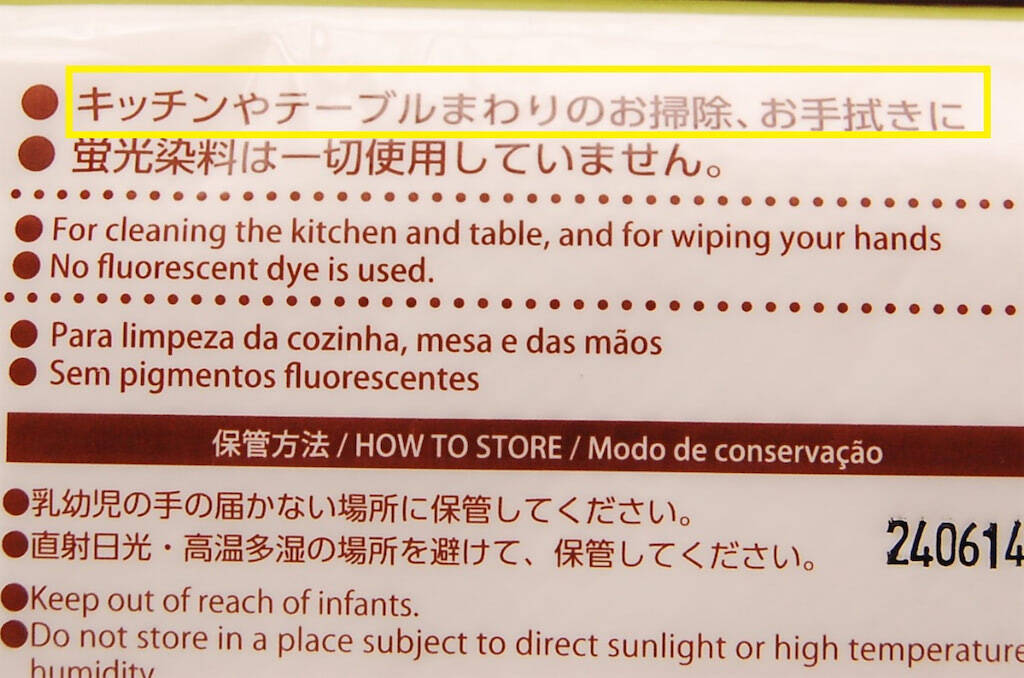 ● キッチンやテーブルまわりのお掃除、お手拭きに
● 蛍光染料は一切使用していません。
● For cleaning the kitchen and table, and for wiping your hands
● No fluorescent dye is used.
● Para limpeza da cozinha, mesa e das mãos
● Sem pigmentos fluorescentes
保管方法 / HOW TO STORE / Modo de conservação
●乳幼児の手の届かない場所に保管してください。
●直射日光・高温多湿の場所を避けて、保管してください。
240614
●Keep out of reach of infants.
●Do not store in a place subject to direct sunlight or high temperature
humidity